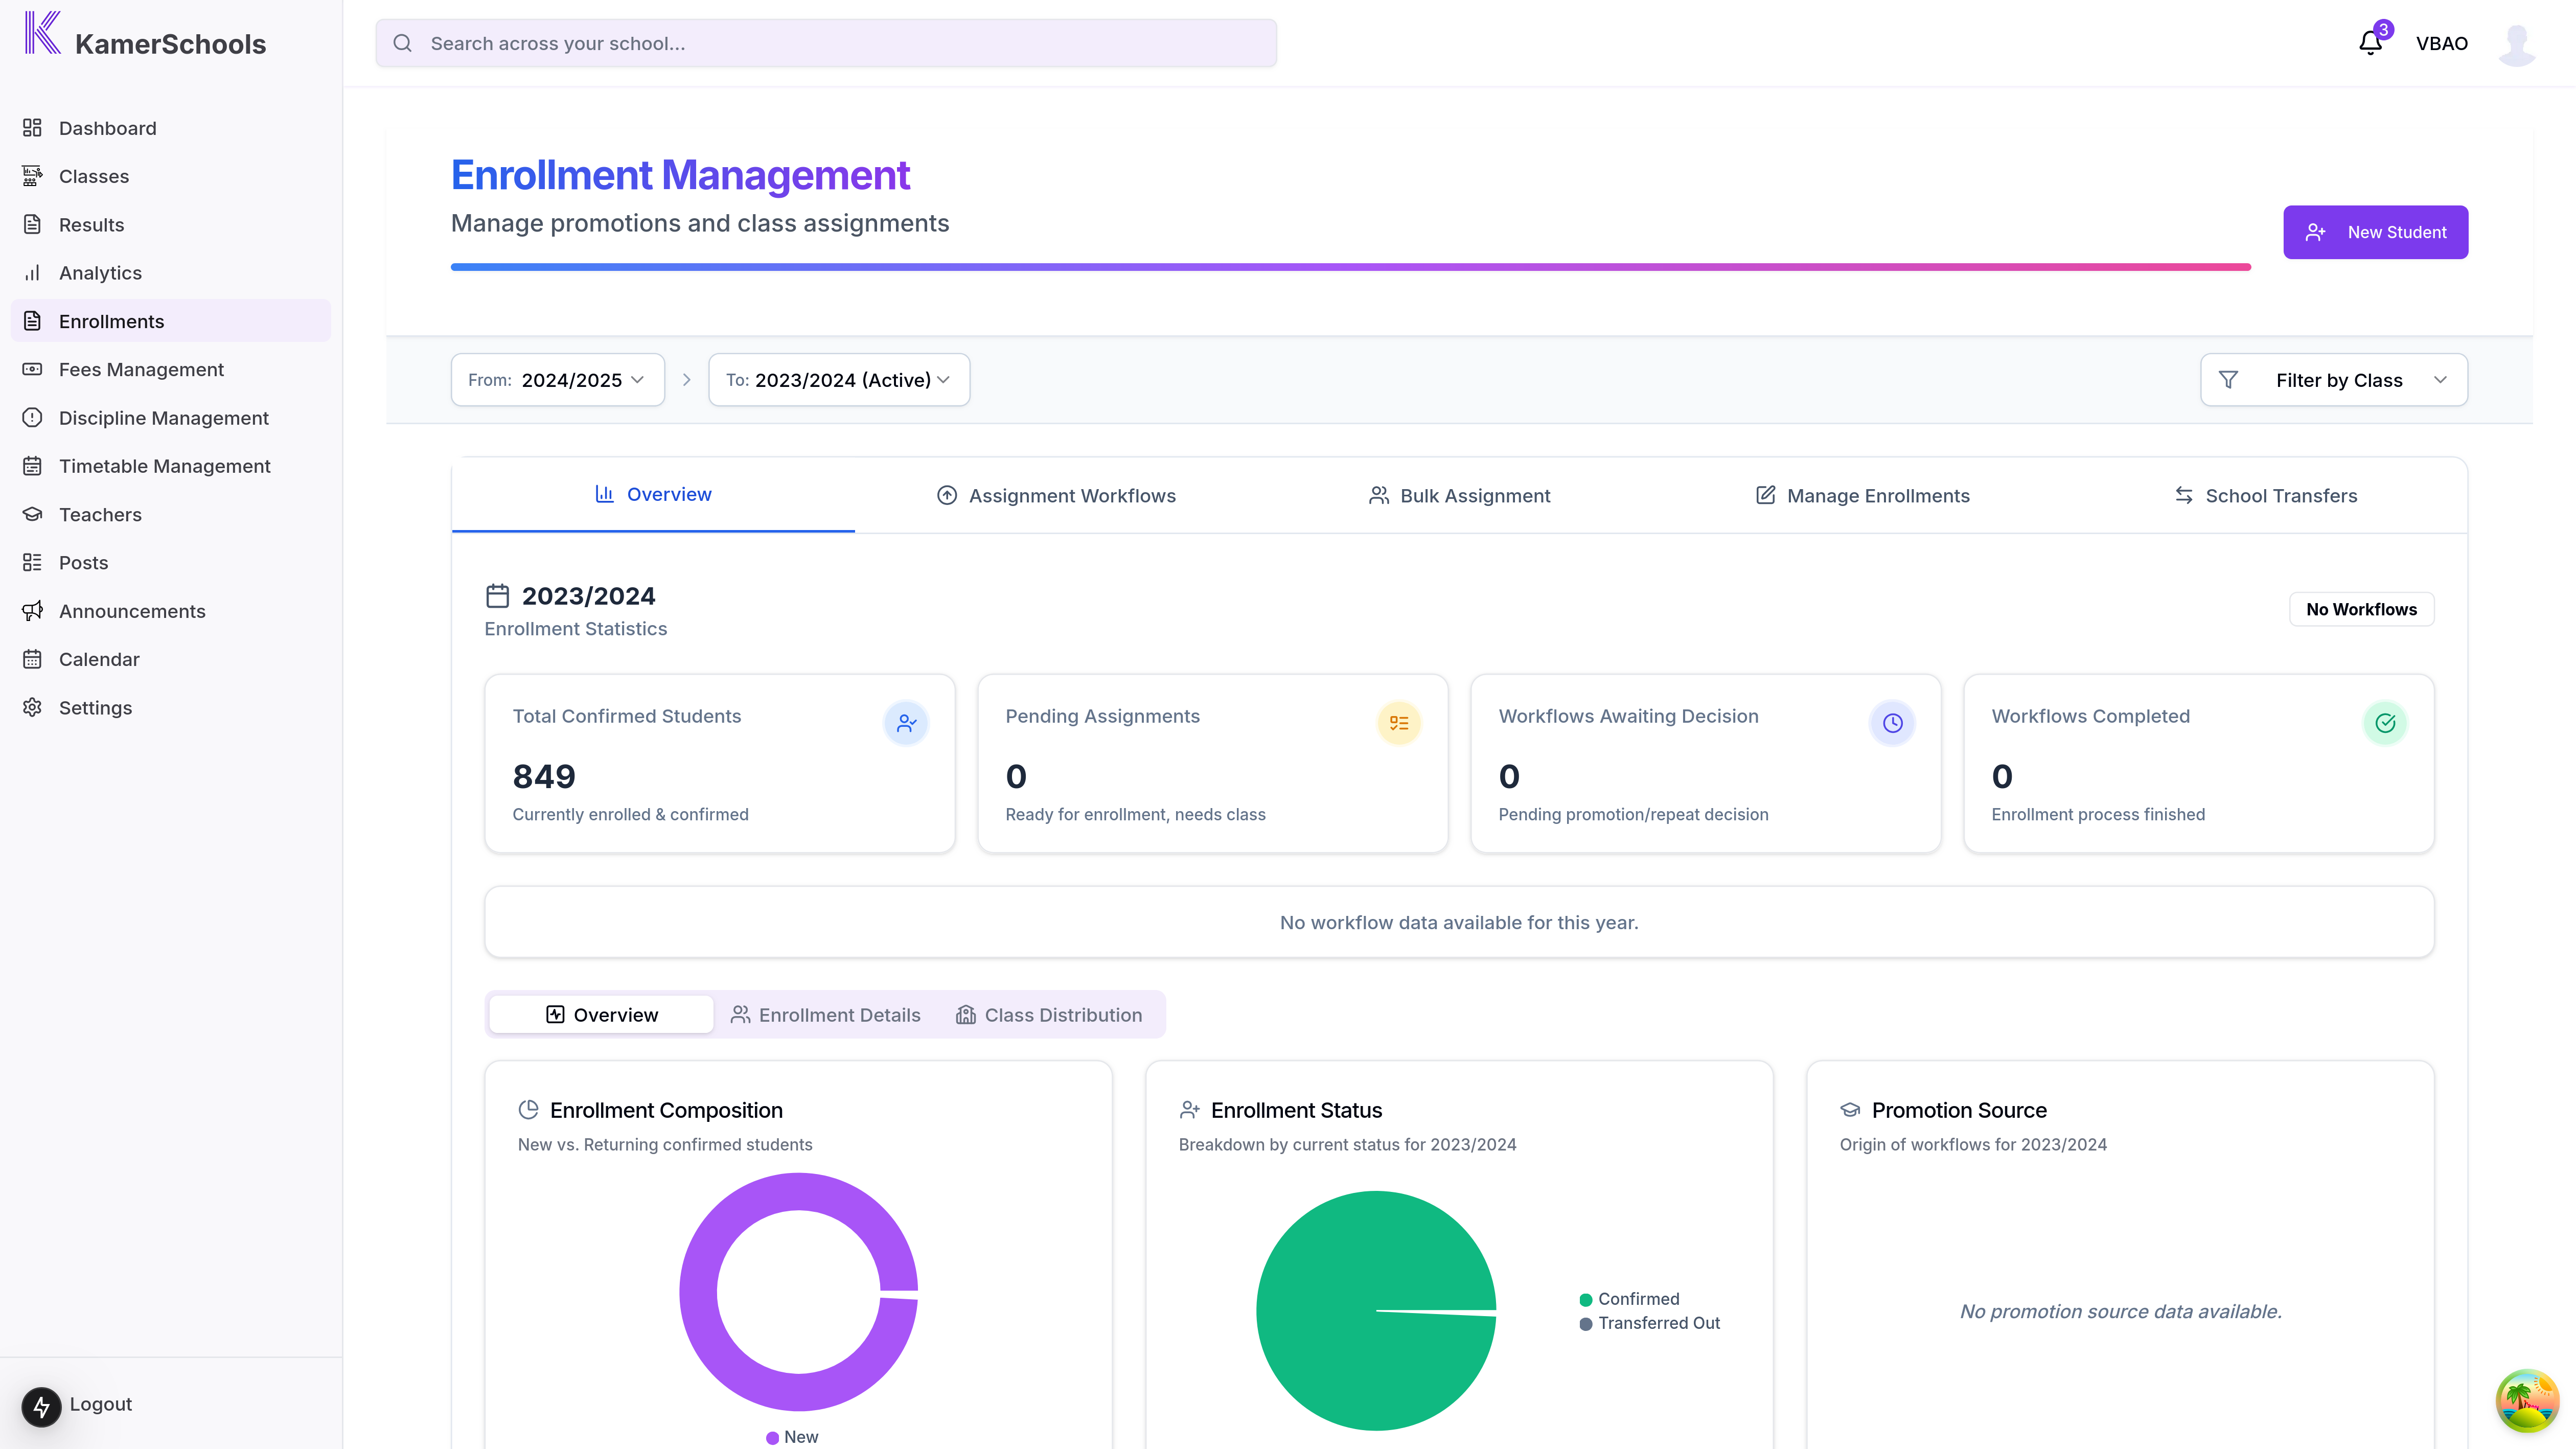 KamerSchools
Search across your school...
3
VBAO
Dashboard
Classes
Results
Analytics
Enrollments
Fees Management
Discipline Management
Timetable Management
Teachers
Posts
Announcements
Calendar
Settings
Logout
Enrollment Management
Manage promotions and class assignments
New Student
From: 2024/2025
To: 2023/2024 (Active)
Filter by Class
Overview
Assignment Workflows
Bulk Assignment
Manage Enrollments
School Transfers
2023/2024
Enrollment Statistics
No Workflows
Total Confirmed Students
849
Currently enrolled & confirmed
Pending Assignments
0
Ready for enrollment, needs class
Workflows Awaiting Decision
0
Pending promotion/repeat decision
Workflows Completed
0
Enrollment process finished
No workflow data available for this year.
Overview
Enrollment Details
Class Distribution
Enrollment Composition
New vs. Returning confirmed students
New
Enrollment Status
Breakdown by current status for 2023/2024
Confirmed
Transferred Out
Promotion Source
Origin of workflows for 2023/2024
No promotion source data available.